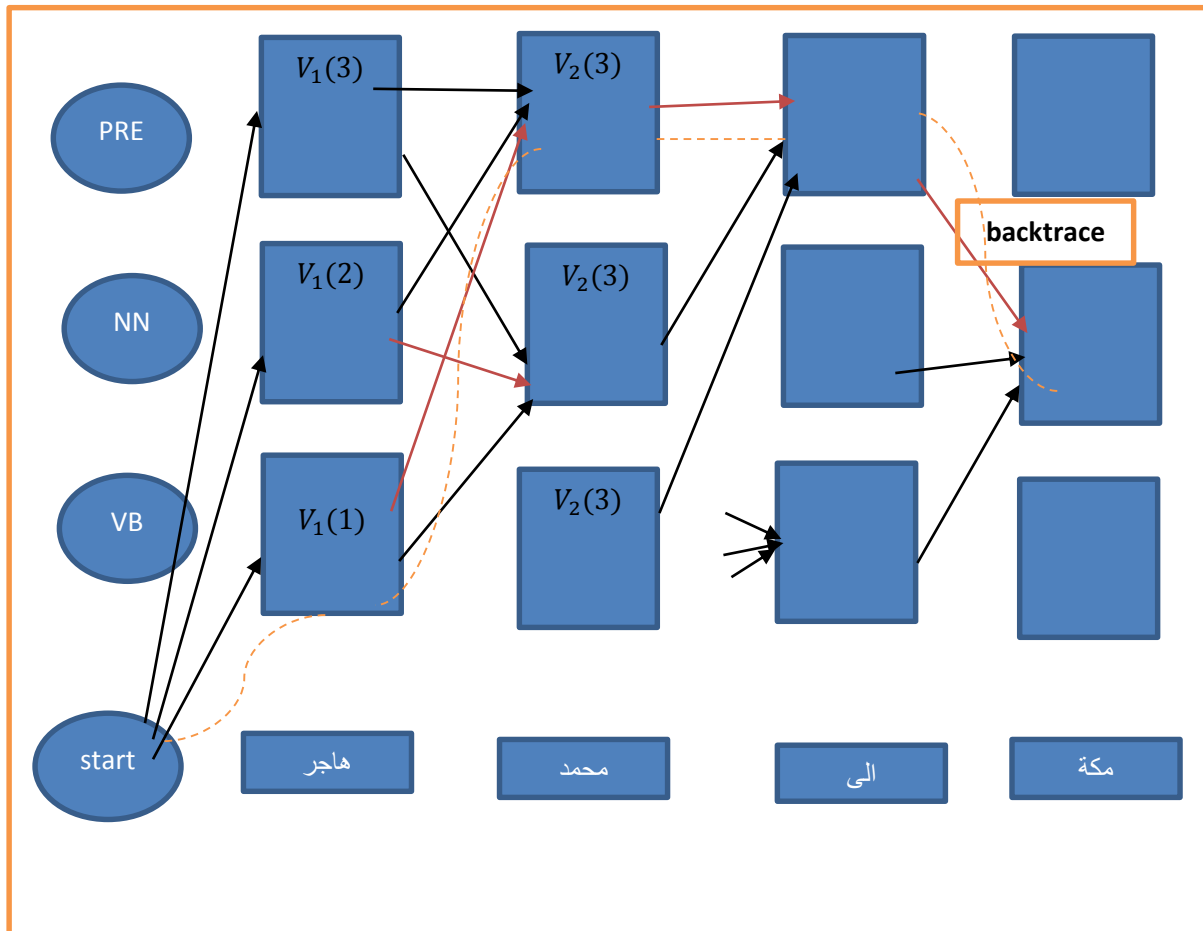 PRE
V₁(3)
V₂(3)
backtrace
NN
V₁(2)
V₂(3)
VB
V₁(1)
V₂(3)
start
هاجر
محمد
الى
مكة